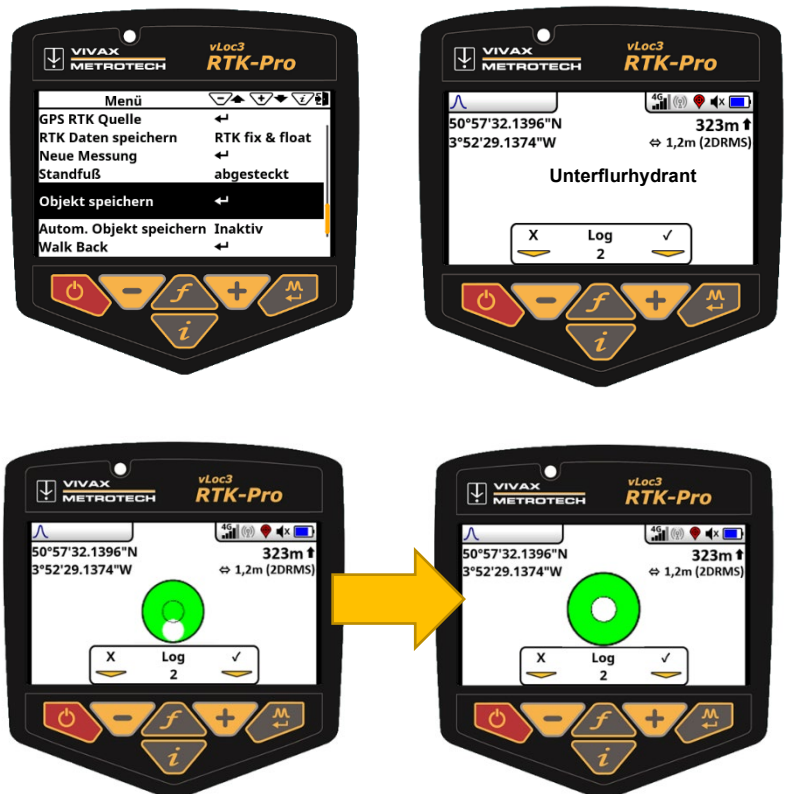 VIVAX
METROTECH
vLoc3
RTK-Pro
Menü
GPS RTK Quelle
RTK Daten speichern RTK fix & float
Neue Messung
Standfuß abgesteckt
Objekt speichern
Autom. Objekt speichern Inaktiv
Walk Back
f
i
VIVAX
METROTECH
vLoc3
RTK-Pro
4G
50°57'32.1396"N 323m
3°52'29.1374"W 1,2m (2DRMS)
Unterflurhydrant
X Log ✓
2
f
i
VIVAX
METROTECH
vLoc3
RTK-Pro
4G
50°57'32.1396"N 323m
3°52'29.1374"W 1,2m (2DRMS)
X Log ✓
2
f
i
VIVAX
METROTECH
vLoc3
RTK-Pro
4G
50°57'32.1396"N 323m
3°52'29.1374"W 1,2m (2DRMS)
X Log ✓
2
f
i